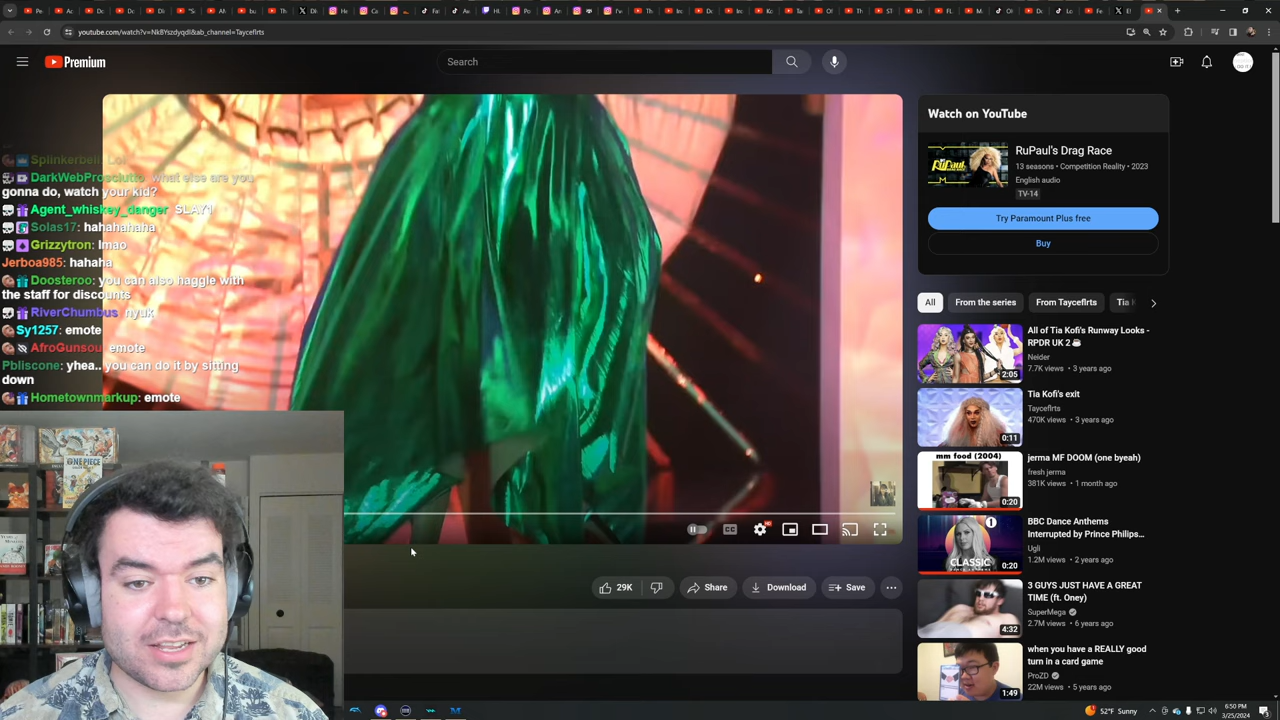 youtube.com/watch?v=Nk8Yszdyqdl&ab_channel=Tayceflrts
Premium
Search
Splinkerbell: Lol
DarkWebProsciutto what else are you
gonna do, watch your kid?
Agent_whiskey_danger SLAY1
Solas17: hahahahaha
Grizzytron: lmao
Jerboa985: hahaha
Doosteroo: you can also haggle with
the staff for discounts
RiverChumbus nyuk
Sy1257: emote
AfroGunsou emote
Pbliscone: yhea.. you can do it by sitting
down
Hometownmarkup: emote
29K
Share
Download
Save
Watch on YouTube
RuPaul's Drag Race
13 seasons • Competition Reality • 2023
English audio
TV-14
Try Paramount Plus free
Buy
All
From the series
From Tayceflrts
Tia K
All of Tia Kofi's Runway Looks -
RPDR UK 2
Nelder
7.7K views • 3 years ago
2:05
Tia Kofi's exit
Tayceflrts
470K views • 3 years ago
0:11
mm food (2004)
jerma MF DOOM (one byeah)
fresh jerma
381K views • 1 month ago
0:20
CLASSIC
BBC Dance Anthems
Interrupted by Prince Philips...
Ugli
1.2M views • 2 years ago
0:20
3 GUYS JUST HAVE A GREAT
TIME (ft. Oney)
SuperMega
2.7M views • 6 years ago
4:32
when you have a REALLY good
turn in a card game
ProZD
22M views • 5 years ago
1:49
ONE PIECE
52°F Sunny
6:50 PM
3/25/2024